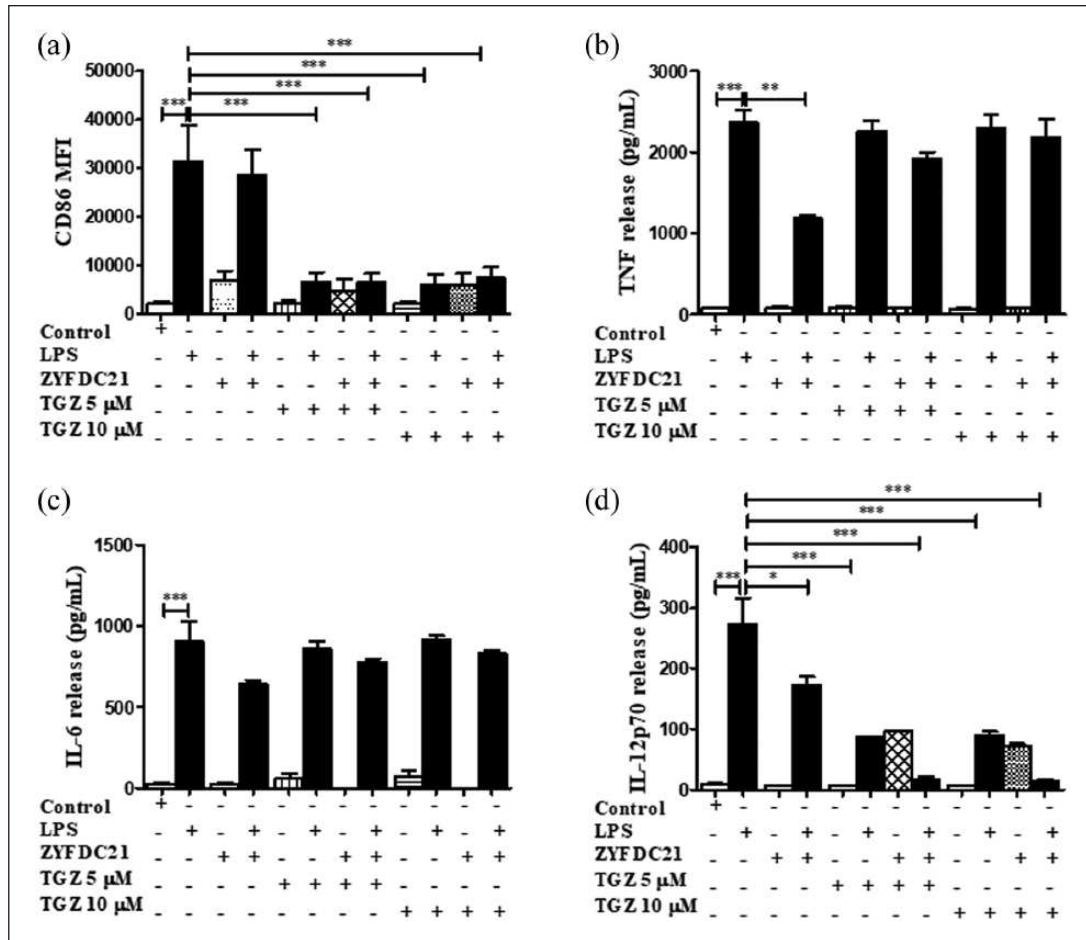 (a)
***
***
***
*** ***
CD86 MFI
50000
40000
30000
20000
10000
0
Control + - - - - - - - - - - -
LPS - + - + - + - + - + - +
ZYFDC21 - - + + - - + + - - + +
TGZ 5 µM - - - - + + + + - - - -
TGZ 10 µM - - - - - - - - + + + +
(b)
*** **
TNF release (pg/mL)
3000
2000
1000
0
Control + - - - - - - - - - - -
LPS - + - + - + - + - + - +
ZYFDC21 - - + + - - + + - - + +
TGZ 5 µM - - - - + + + + - - - -
TGZ 10 µM - - - - - - - - + + + +
(c)
***
IL-6 release (pg/mL)
1500
1000
500
0
Control + - - - - - - - - - - -
LPS - + - + - + - + - + - +
ZYFDC21 - - + + - - + + - - + +
TGZ 5 µM - - - - + + + + - - - -
TGZ 10 µM - - - - - - - - + + + +
(d)
***
***
***
***
*** *
IL-12p70 release (pg/mL)
400
300
200
100
0
Control + - - - - - - - - - - -
LPS - + - + - + - + - + - +
ZYFDC21 - - + + - - + + - - + +
TGZ 5 µM - - - - + + + + - - - -
TGZ 10 µM - - - - - - - - + + + +